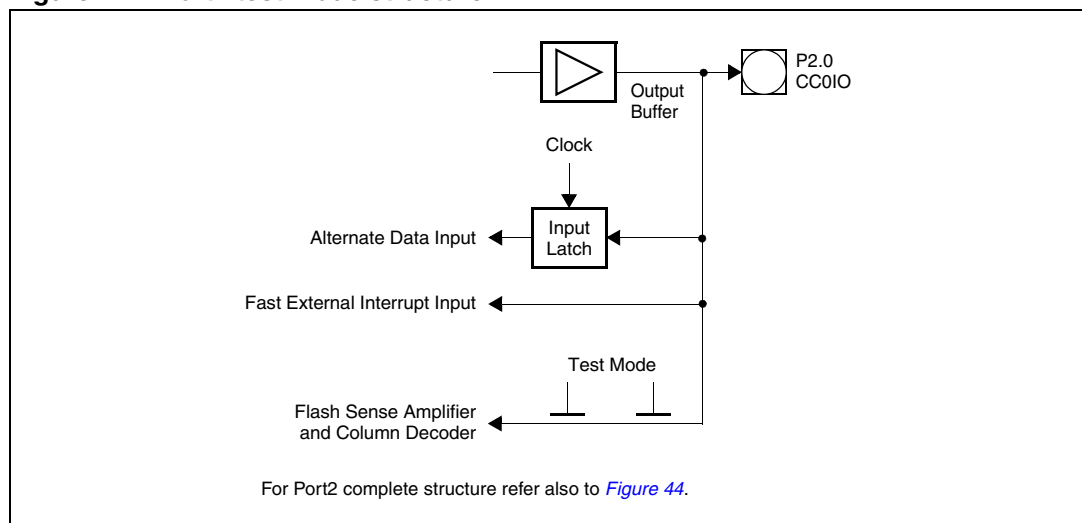 P2.0
CC0IO
Output
Buffer
Clock
Input
Latch
Alternate Data Input
Fast External Interrupt Input
Test Mode
Flash Sense Amplifier
and Column Decoder
For Port2 complete structure refer also to Figure 44.